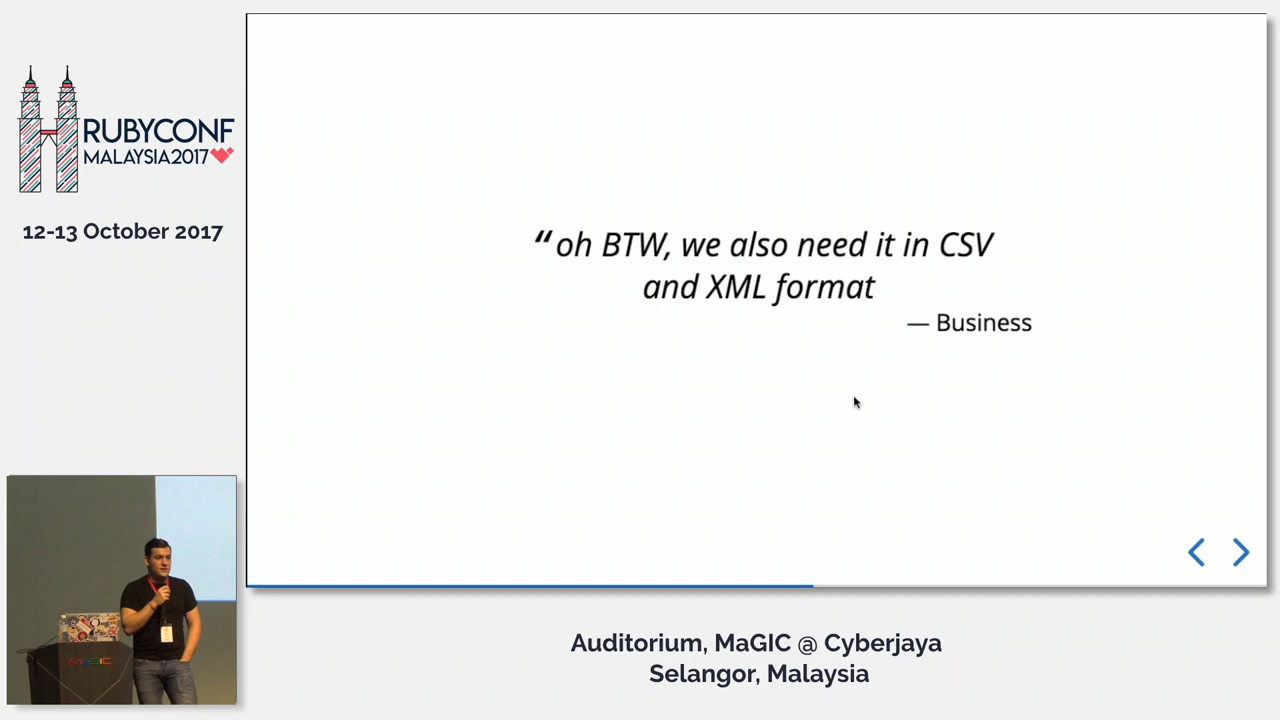 RUBYCONF
MALAYSIA2017
12-13 October 2017
“oh BTW, we also need it in CSV
and XML format
— Business
MaGIC
Auditorium, MaGIC @ Cyberjaya
Selangor, Malaysia